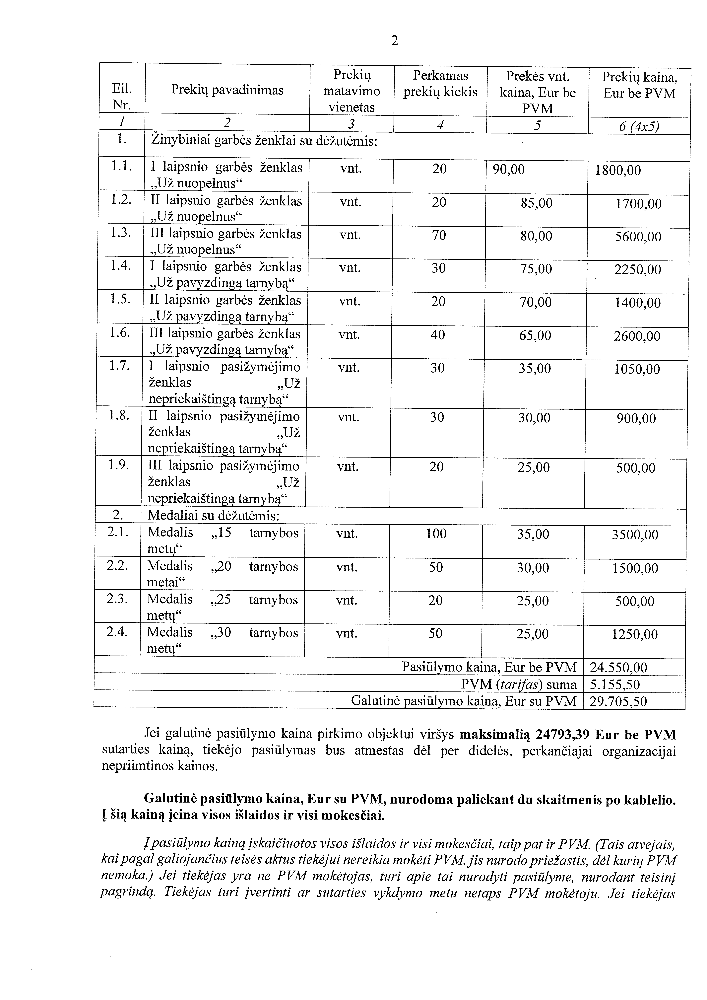 2
Eil. Nr. | Prekių pavadinimas | Prekių matavimo vienetas | Perkamas prekių kiekis | Prekės vnt. kaina, Eur be PVM | Prekių kaina, Eur be PVM
1 | 2 | 3 | 4 | 5 | 6 (4x5)
1. | Žinybiniai garbės ženklai su dėžutėmis:
1.1. | I laipsnio garbės ženklas „Už nuopelnus“ | vnt. | 20 | 90,00 | 1800,00
1.2. | II laipsnio garbės ženklas „Už nuopelnus“ | vnt. | 20 | 85,00 | 1700,00
1.3. | III laipsnio garbės ženklas „Už nuopelnus“ | vnt. | 70 | 80,00 | 5600,00
1.4. | I laipsnio garbės ženklas „Už pavyzdingą tarnybą“ | vnt. | 30 | 75,00 | 2250,00
1.5. | II laipsnio garbės ženklas „Už pavyzdingą tarnybą“ | vnt. | 20 | 70,00 | 1400,00
1.6. | III laipsnio garbės ženklas „Už pavyzdingą tarnybą“ | vnt. | 40 | 65,00 | 2600,00
1.7. | I laipsnio pasižymėjimo ženklas „Už nepriekaištingą tarnybą“ | vnt. | 30 | 35,00 | 1050,00
1.8. | II laipsnio pasižymėjimo ženklas „Už nepriekaištingą tarnybą“ | vnt. | 30 | 30,00 | 900,00
1.9. | III laipsnio pasižymėjimo ženklas „Už nepriekaištingą tarnybą“ | vnt. | 20 | 25,00 | 500,00
2. | Medaliai su dėžutėmis:
2.1. | Medalis „15 tarnybos metų“ | vnt. | 100 | 35,00 | 3500,00
2.2. | Medalis „20 tarnybos metai“ | vnt. | 50 | 30,00 | 1500,00
2.3. | Medalis „25 tarnybos metų“ | vnt. | 20 | 25,00 | 500,00
2.4. | Medalis „30 tarnybos metų“ | vnt. | 50 | 25,00 | 1250,00
Pasiūlymo kaina, Eur be PVM | 24.550,00
PVM (tarifas) suma | 5.155,50
Galutinė pasiūlymo kaina, Eur su PVM | 29.705,50
Jei galutinė pasiūlymo kaina pirkimo objektui viršys maksimalią 24793,39 Eur be PVM
sutarties kainą, tiekėjo pasiūlymas bus atmestas dėl per didelės, perkančiajai organizacijai
nepriimtinos kainos.
Galutinė pasiūlymo kaina, Eur su PVM, nurodoma paliekant du skaitmenis po kablelio.
Į šią kainą įeina visos išlaidos ir visi mokesčiai.
Į pasiūlymo kainą įskaičiuotos visos išlaidos ir visi mokesčiai, taip pat ir PVM. (Tais atvejais,
kai pagal galiojančius teisės aktus tiekėjui nereikia mokėti PVM, jis nurodo priežastis, dėl kurių PVM
nemoka.) Jei tiekėjas yra ne PVM mokėtojas, turi apie tai nurodyti pasiūlyme, nurodant teisinį
pagrindą. Tiekėjas turi įvertinti ar sutarties vykdymo metu netaps PVM mokėtoju. Jei tiekėjas